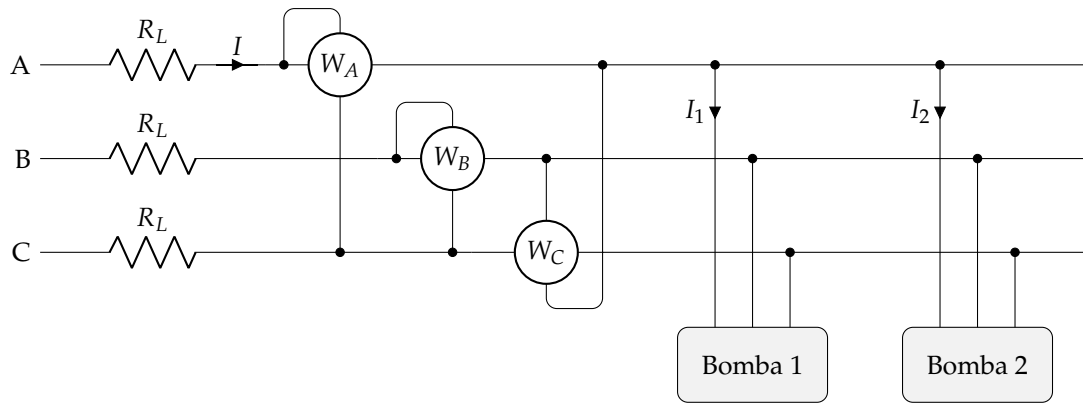 R_L
I
A
W_A
I_1
I_2
R_L
B
W_B
R_L
C
W_C
Bomba 1
Bomba 2